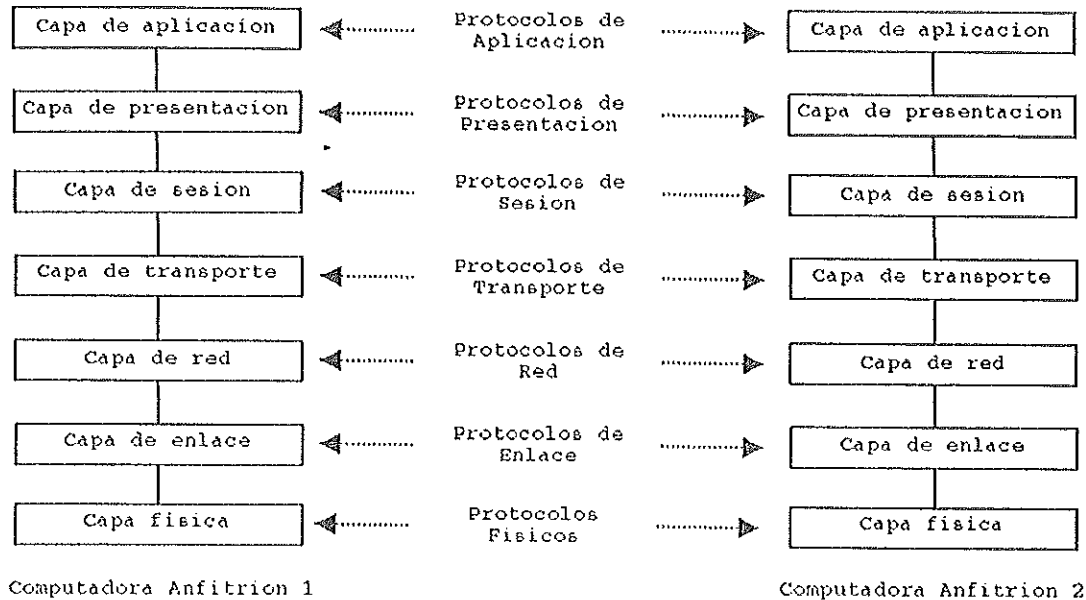 Capa de aplicacion
Protocolos de
Aplicacion
Capa de aplicacion
Capa de presentacion
Protocolos de
Presentacion
Capa de presentacion
Capa de sesion
Protocolos de
Sesion
Capa de sesion
Capa de transporte
Protocolos de
Transporte
Capa de transporte
Capa de red
Protocolos de
Red
Capa de red
Capa de enlace
Protocolos de
Enlace
Capa de enlace
Capa fisica
Protocolos
Fisicos
Capa fisica
Computadora Anfitrion 1
Computadora Anfitrion 2